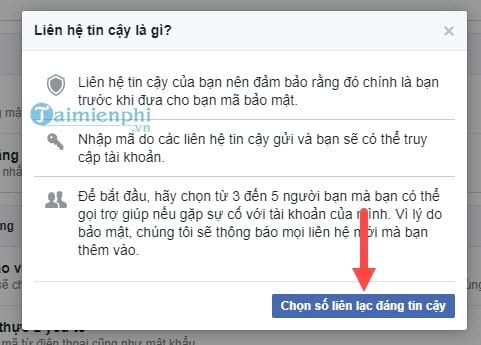 Liên hệ tin cậy là gì?
×
Liên hệ tin cậy của bạn nên đảm bảo rằng đó chính là bạn
trước khi đưa cho bạn mã bảo mật.
Taimienphi
.vn
Nhập mã do các liên hệ tin cậy gửi và bạn sẽ có thể truy
cập tài khoản.
Để bắt đầu, hãy chọn từ 3 đến 5 người bạn mà bạn có thể
gọi trợ giúp nếu gặp sự cố với tài khoản của mình. Vì lý do
bảo mật, chúng tôi sẽ thông báo mọi liên hệ mới mà bạn
thêm vào.
Chọn số liên lạc đáng tin cậy